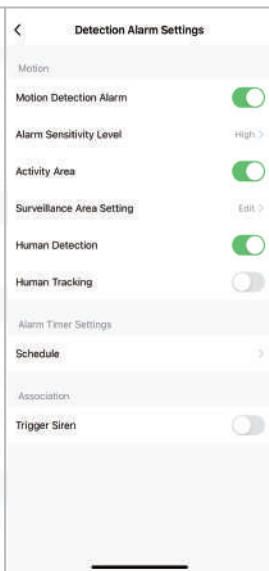 Detection Alarm Settings
Motion
Motion Detection Alarm
Alarm Sensitivity Level High >
Activity Area
Surveillance Area Setting Edit >
Human Detection
Human Tracking
Alarm Timer Settings
Schedule >
Association
Trigger Siren